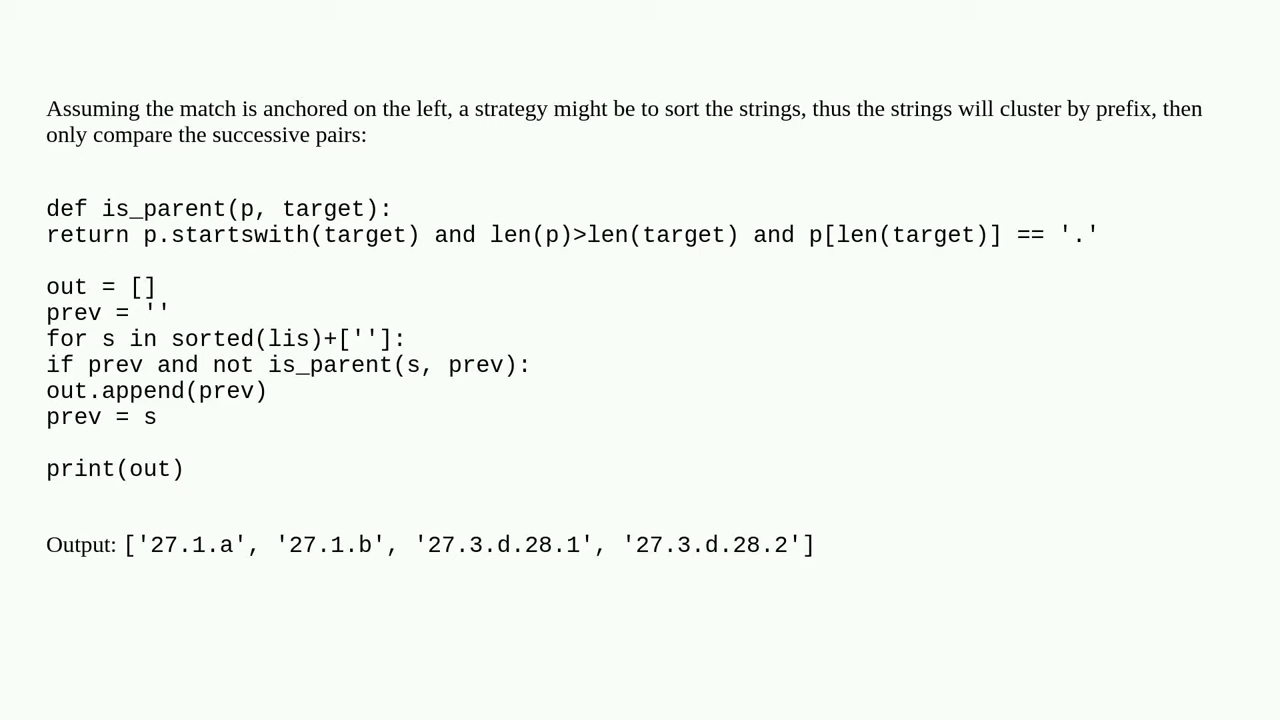 Assuming the match is anchored on the left, a strategy might be to sort the strings, thus the strings will cluster by prefix, then
only compare the successive pairs:
def is_parent(p, target):
return p.startswith(target) and len(p)>len(target) and p[len(target)] == '.'
out = []
prev = ''
for s in sorted(lis)+['']:
if prev and not is_parent(s, prev):
out.append(prev)
prev = s
print(out)
Output: ['27.1.a', '27.1.b', '27.3.d.28.1', '27.3.d.28.2']